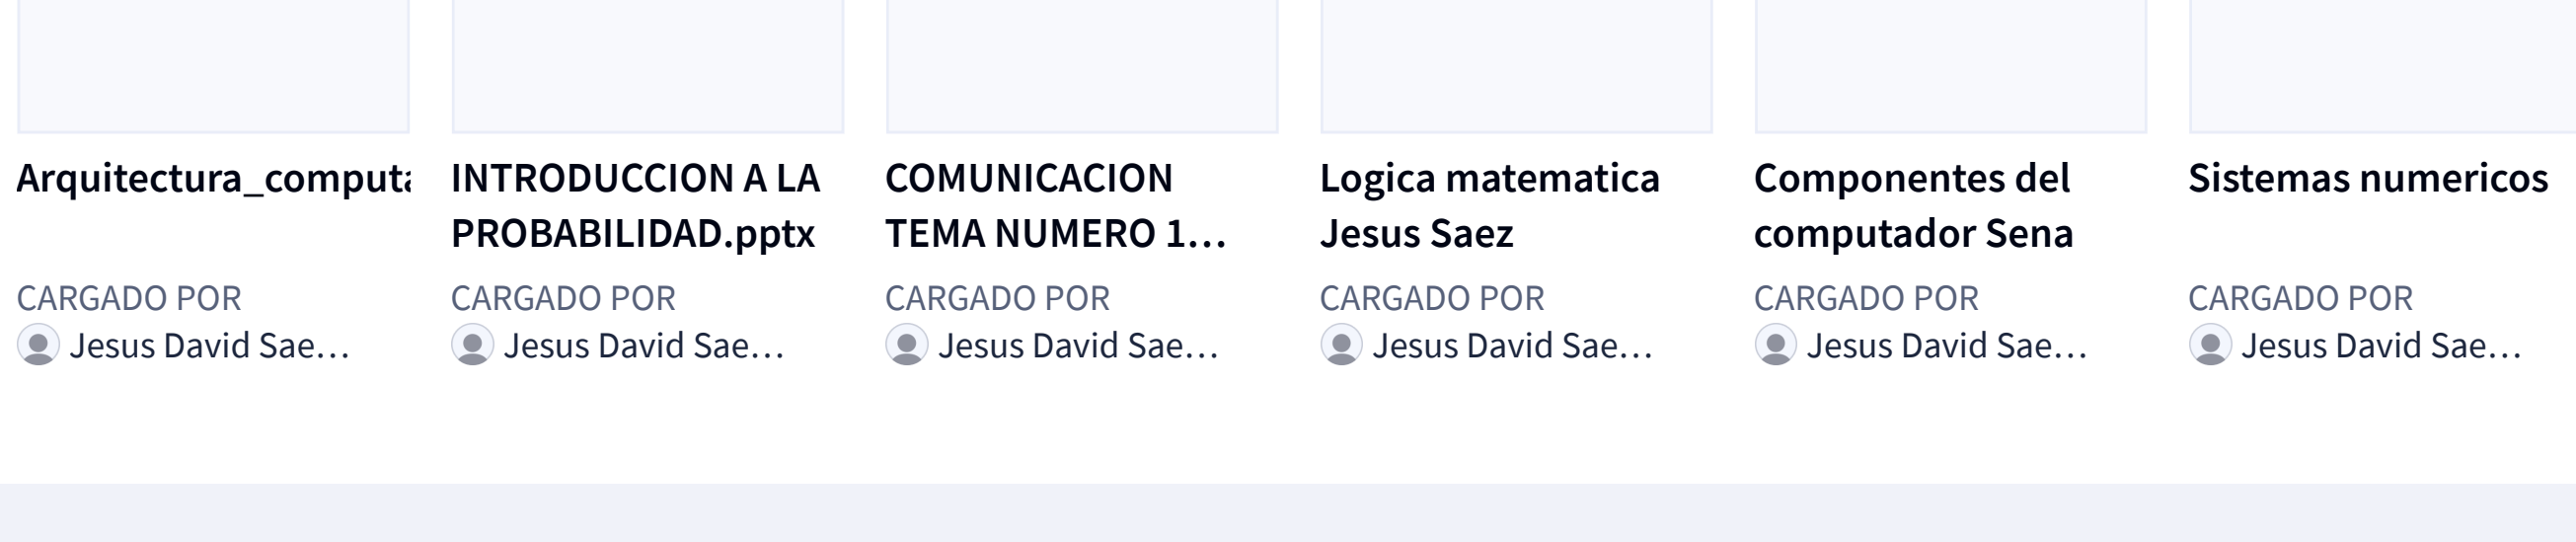 Arquitectura_computa
INTRODUCCION A LA
PROBABILIDAD.pptx
COMUNICACION
TEMA NUMERO 1…
Logica matematica
Jesus Saez
Componentes del
computador Sena
Sistemas numericos
CARGADO POR
Jesus David Sae…
CARGADO POR
Jesus David Sae…
CARGADO POR
Jesus David Sae…
CARGADO POR
Jesus David Sae…
CARGADO POR
Jesus David Sae…
CARGADO POR
Jesus David Sae…